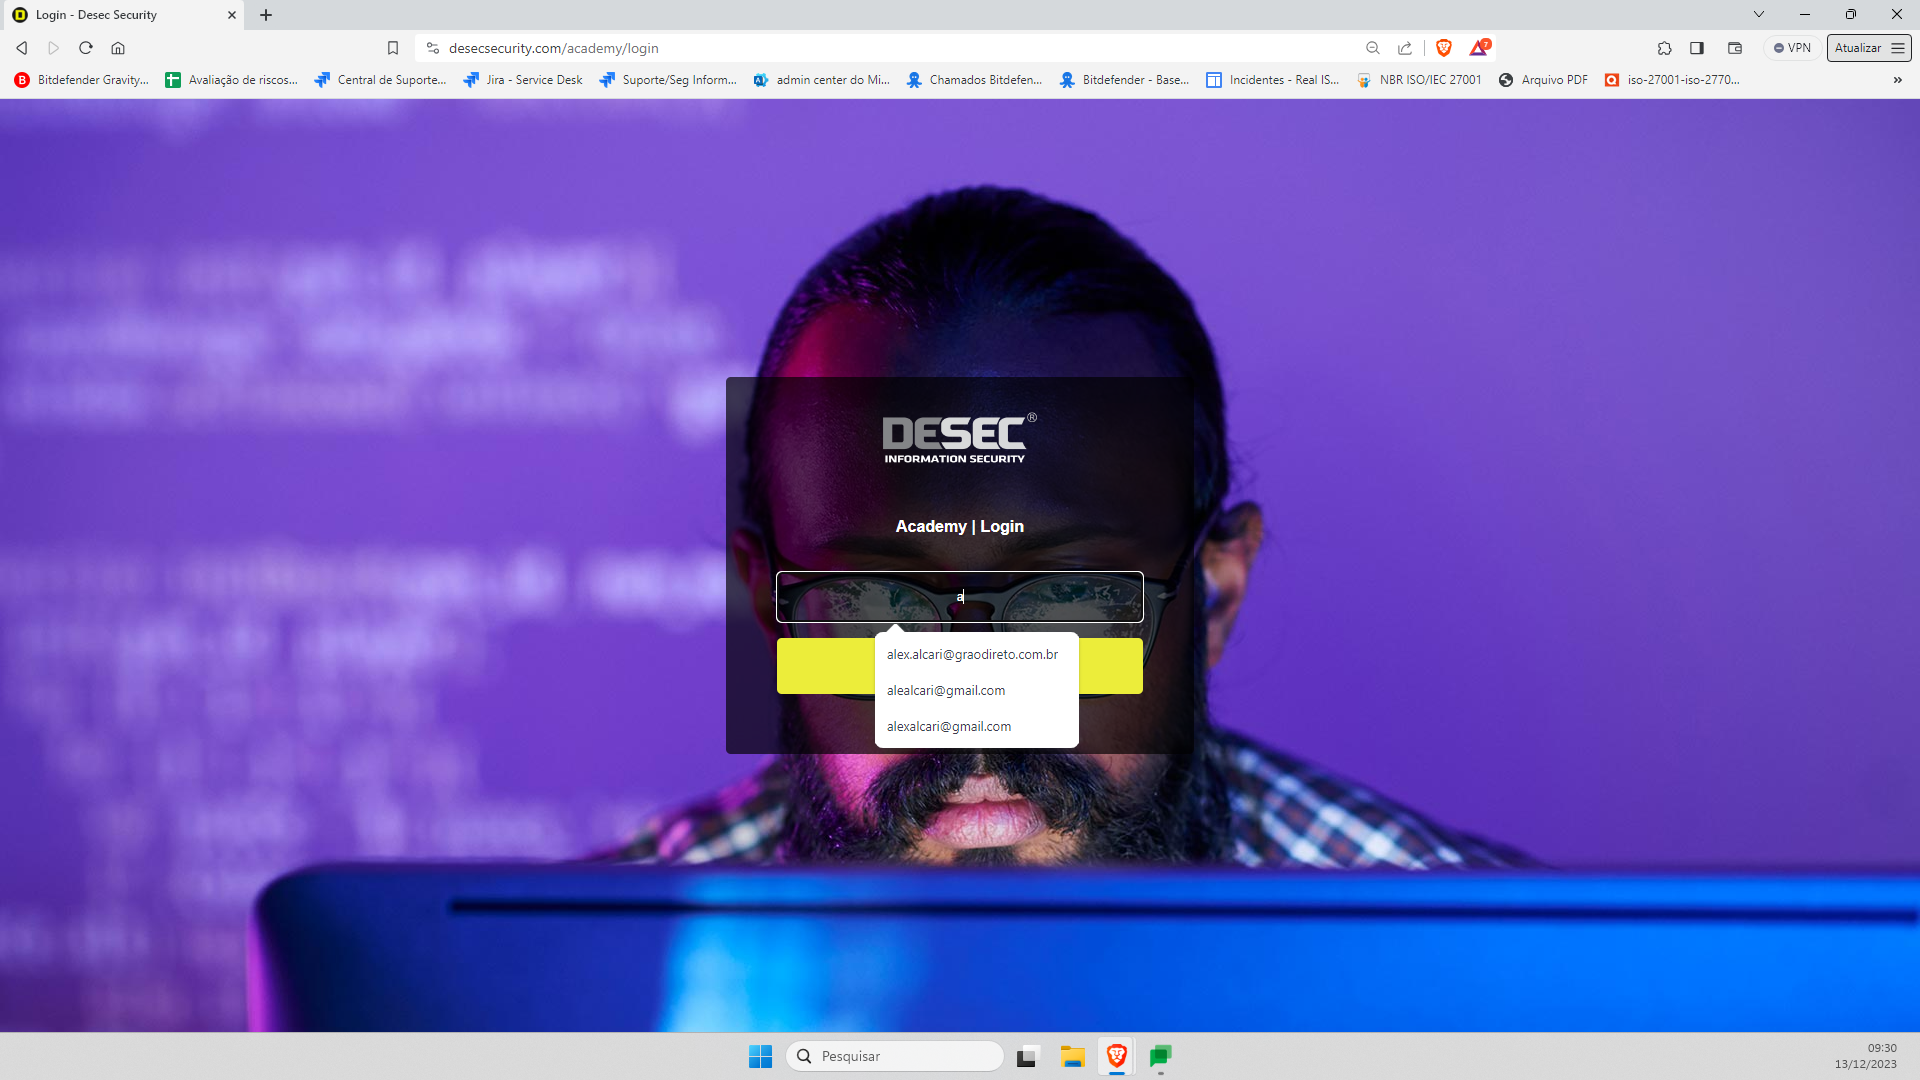 Login - Desec Security
desecsecurity.com/academy/login
7
VPN
Atualizar
Bitdefender Gravity...
Avaliação de riscos...
Central de Suporte...
Jira - Service Desk
Suporte/Seg Inform...
admin center do Mi...
Chamados Bitdefen...
Bitdefender - Base...
Incidentes - Real IS...
NBR ISO/IEC 27001
Arquivo PDF
iso-27001-iso-2770...
»
DESEC®
INFORMATION SECURITY
Academy | Login
a
alex.alcari@graodireto.com.br
alealcari@gmail.com
alexalcari@gmail.com
Pesquisar
09:30
13/12/2023